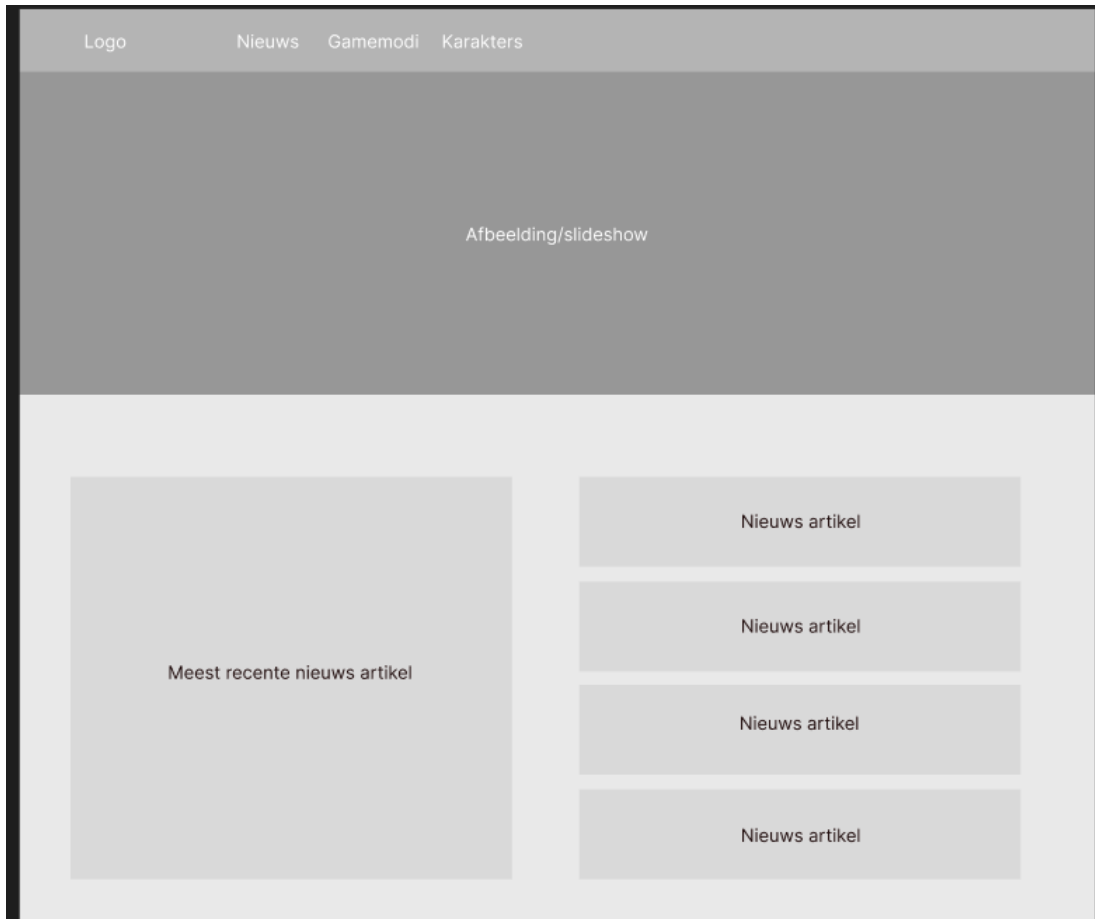 Logo Nieuws Gamemodi Karakters
Afbeelding/slideshow
Meest recente nieuws artikel
Nieuws artikel
Nieuws artikel
Nieuws artikel
Nieuws artikel